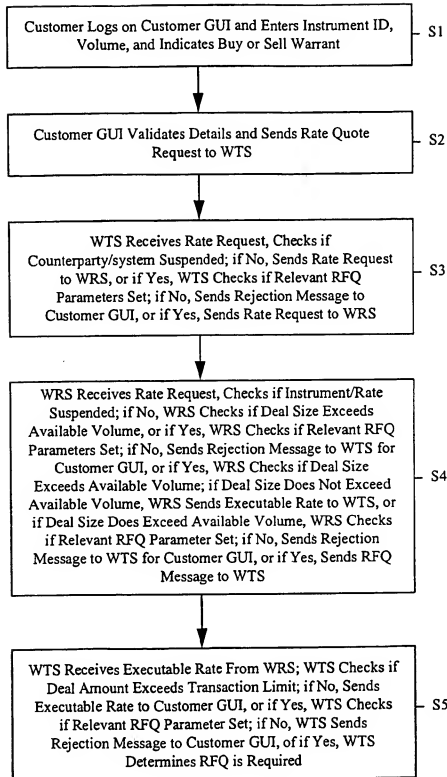 Customer Logs on Customer GUI and Enters Instrument ID,
Volume, and Indicates Buy or Sell Warrant
S1
Customer GUI Validates Details and Sends Rate Quote
Request to WTS
S2
WTS Receives Rate Request, Checks if
Counterparty/system Suspended; if No, Sends Rate Request
to WRS, or if Yes, WTS Checks if Relevant RFQ
Parameters Set; if No, Sends Rejection Message to
Customer GUI, or if Yes, Sends Rate Request to WRS
S3
WRS Receives Rate Request, Checks if Instrument/Rate
Suspended; if No, WRS Checks if Deal Size Exceeds
Available Volume, or if Yes, WRS Checks if Relevant RFQ
Parameters Set; if No, Sends Rejection Message to WTS for
Customer GUI, or if Yes, WRS Checks if Deal Size
Exceeds Available Volume; if Deal Size Does Not Exceed
Available Volume, WRS Sends Executable Rate to WTS, or
if Deal Size Does Exceed Available Volume, WRS Checks
if Relevant RFQ Parameter Set; if No, Sends Rejection
Message to WTS for Customer GUI, or if Yes, Sends RFQ
Message to WTS
S4
WTS Receives Executable Rate From WRS; WTS Checks if
Deal Amount Exceeds Transaction Limit; if No, Sends
Executable Rate to Customer GUI, or if Yes, WTS Checks
if Relevant RFQ Parameter Set; if No, WTS Sends
Rejection Message to Customer GUI, of if Yes, WTS
Determines RFQ is Required
S5